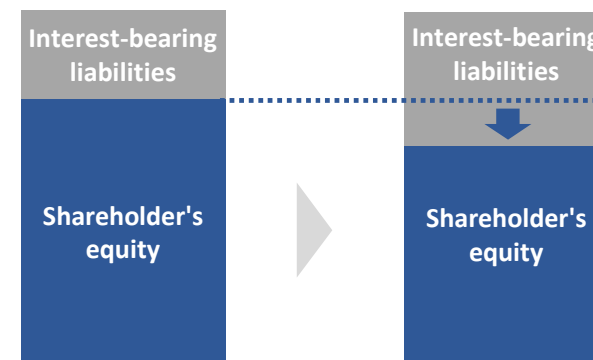 Interest-bearing
liabilities
Shareholder's
equity
Interest-bearing
liabilities
Shareholder's
equity